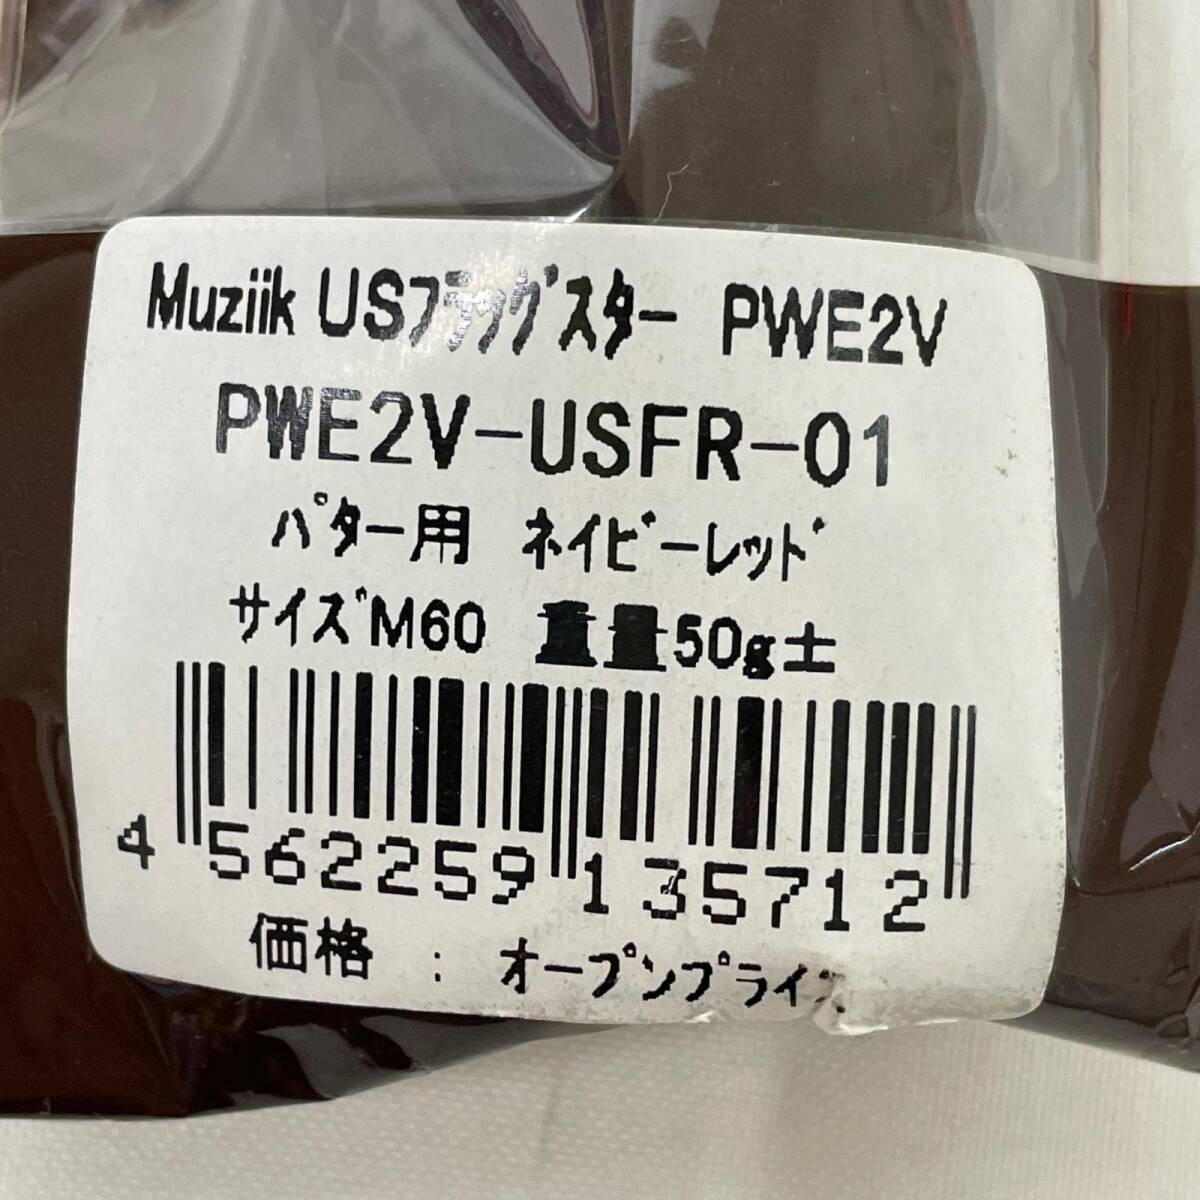 Muziik USﾌﾗｯｸﾞｽﾀｰ PWE2V
PWE2V-USFR-01
ﾊﾟﾀｰ用 ﾈｲﾋﾞｰﾚｯﾄﾞ
ｻｲｽﾞM60 重量50g±
4 562259 135712
価格 : ｵｰﾌﾟﾝﾌﾟﾗｲｽ